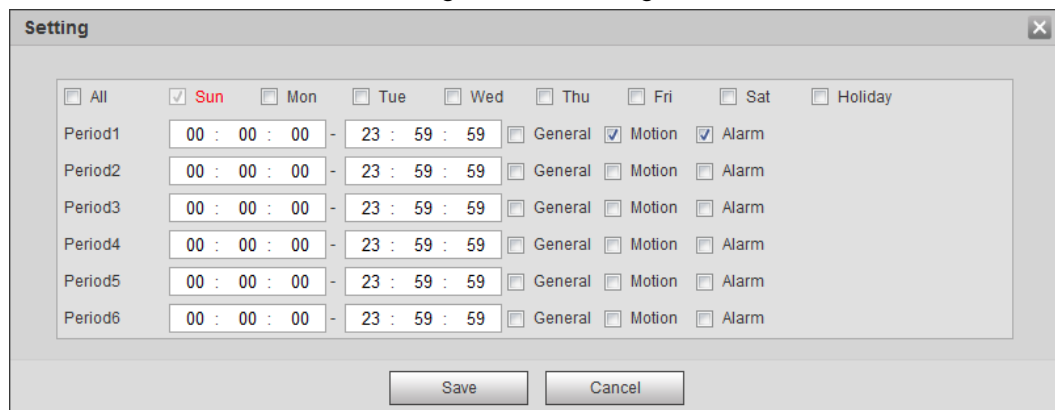 Setting
All Sun Mon Tue Wed Thu Fri Sat Holiday
Period1 00 : 00 : 00 - 23 : 59 : 59 General Motion Alarm
Period2 00 : 00 : 00 - 23 : 59 : 59 General Motion Alarm
Period3 00 : 00 : 00 - 23 : 59 : 59 General Motion Alarm
Period4 00 : 00 : 00 - 23 : 59 : 59 General Motion Alarm
Period5 00 : 00 : 00 - 23 : 59 : 59 General Motion Alarm
Period6 00 : 00 : 00 - 23 : 59 : 59 General Motion Alarm
Save Cancel